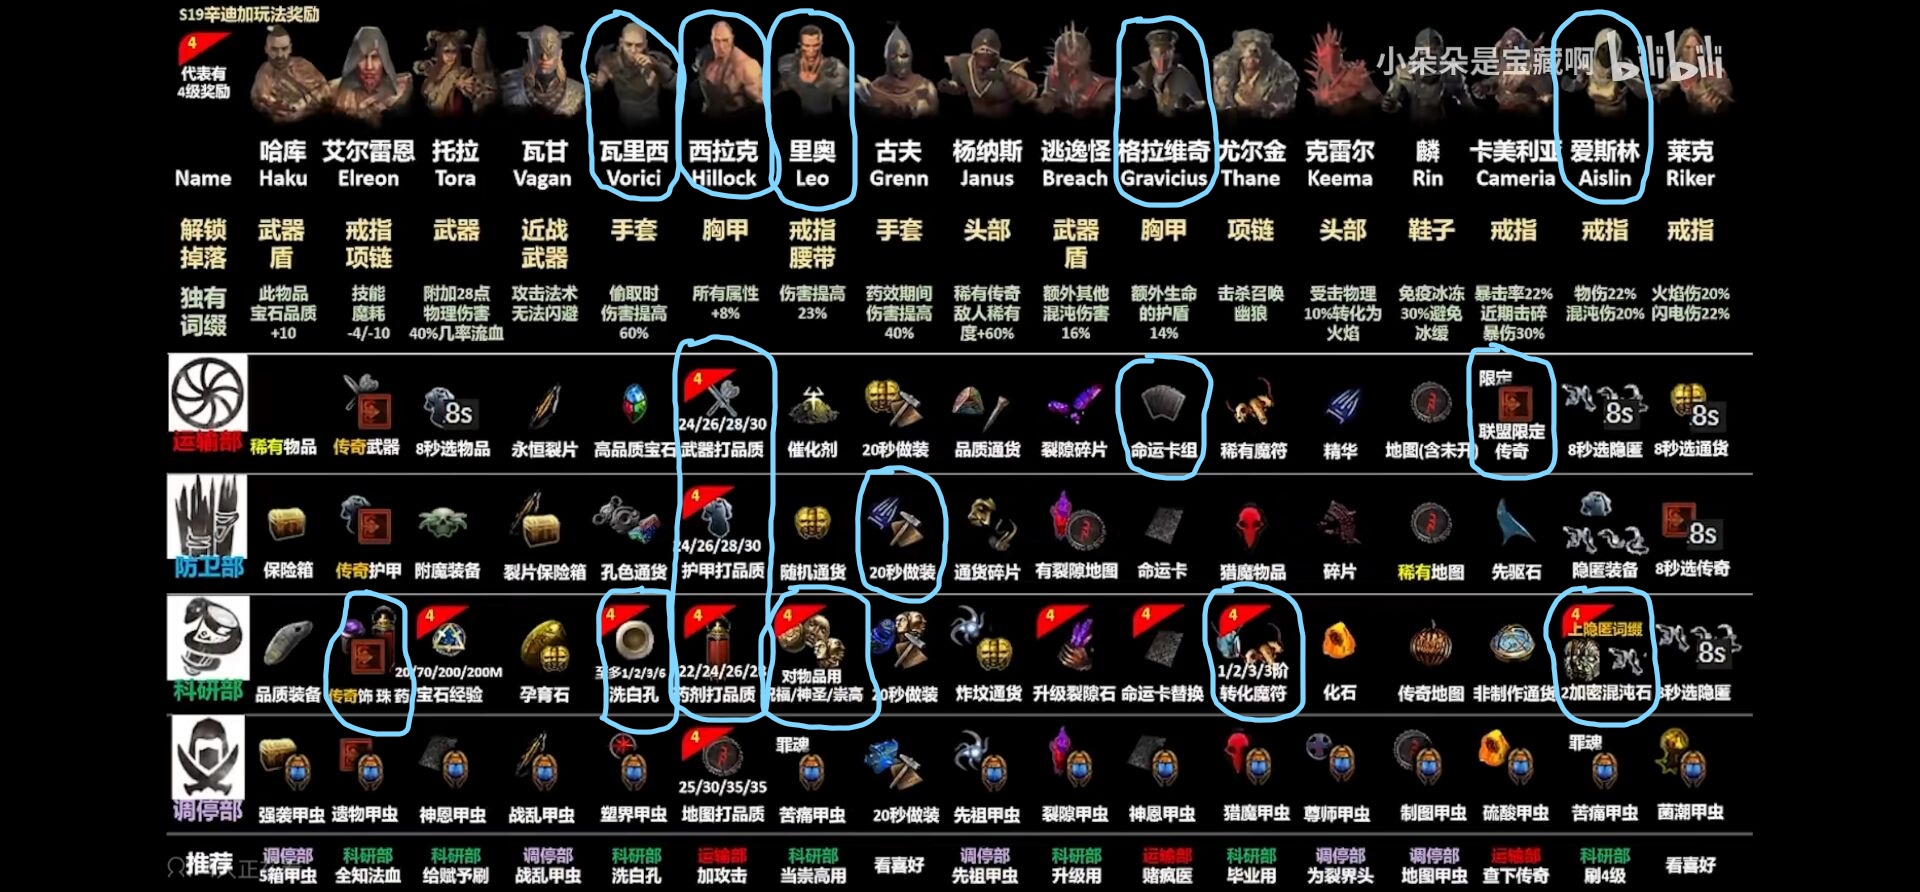 S19辛迪加玩法奖励
4
代表有
4级奖励
小朵朵是宝藏啊 bilibili
哈库 艾尔雷恩 托拉 瓦甘 瓦里西 西拉克 里奥 古夫 杨纳斯 逃逸怪 格拉维奇 尤尔金 克雷尔 麟 卡美利亚 爱斯林 莱克
Name Haku Elreon Tora Vagan Vorici Hillock Leo Grenn Janus Breach Gravicius Thane Keema Rin Cameria Aislin Riker
解锁 武器 戒指 武器 近战 手套 胸甲 戒指 手套 头部 武器 胸甲 项链 头部 鞋子 戒指 戒指 戒指
掉落 盾 项链 武器 腰带 盾
独有 此物品 技能 附加28点 攻击法术 偷取时 所有属性 伤害提高 药效期间 稀有传奇 额外其他 额外生命 击杀召唤 受击物理 免疫冰冻 暴击率22% 物伤22% 火焰伤20%
词缀 宝石品质 魔耗 物理伤害 无法闪避 伤害提高 +8% 23% 伤害提高 敌人稀有 混沌伤害 的护盾 幽狼 10%转化为 30%避免 近期击碎 混沌伤20% 闪电伤22%
+10 -4/-10 40%几率流血 60% 40% 度+60% 16% 14% 火焰 冰缓 暴伤30%
4 限定
8s 24/26/28/30 联盟限定 8s 8s
运输部 稀有物品 传奇武器 8秒选物品 永恒裂片 高品质宝石 武器打品质 催化剂 20秒做装 品质通货 裂隙碎片 命运卡组 稀有魔符 精华 地图(含未开) 传奇 8秒选隐匿 8秒选通货
4
24/26/28/30 8s
防卫部 保险箱 传奇护甲 附魔装备 裂片保险箱 孔色通货 护甲打品质 随机通货 20秒做装 通货碎片 有裂隙地图 命运卡 猎魔物品 碎片 稀有地图 先驱石 隐匿装备 8秒选传奇
4 4 4 4 4 4 4 4
上隐匿词缀
20/70/200/200M 至多1/2/3/6 22/24/26/28 对物品用 1/2/3/3阶 8s
科研部 品质装备 传奇饰 珠 药 宝石经验 孕育石 洗白孔 药剂打品质 祝福/神圣/崇高 20秒做装 炸坟通货 升级裂隙石 命运卡替换 转化魔符 化石 传奇地图 非制作通货 2加密混沌石 8秒选隐匿
4 罪魂 罪魂
25/30/35/35
调停部 强袭甲虫 遗物甲虫 神恩甲虫 战乱甲虫 塑界甲虫 地图打品质 苦痛甲虫 20秒做装 先祖甲虫 裂隙甲虫 神恩甲虫 猎魔甲虫 尊师甲虫 制图甲虫 硫酸甲虫 苦痛甲虫 菌潮甲虫
推荐 调停部 科研部 科研部 调停部 科研部 运输部 科研部 看喜好 调停部 科研部 运输部 科研部 调停部 调停部 运输部 科研部 看喜好
5箱甲虫 全知法血 给赋予刷 战乱甲虫 洗白孔 加攻击 当崇高用 先祖甲虫 升级用 赌疯医 毕业用 为裂界头 地图甲虫 查下传奇 刷4级